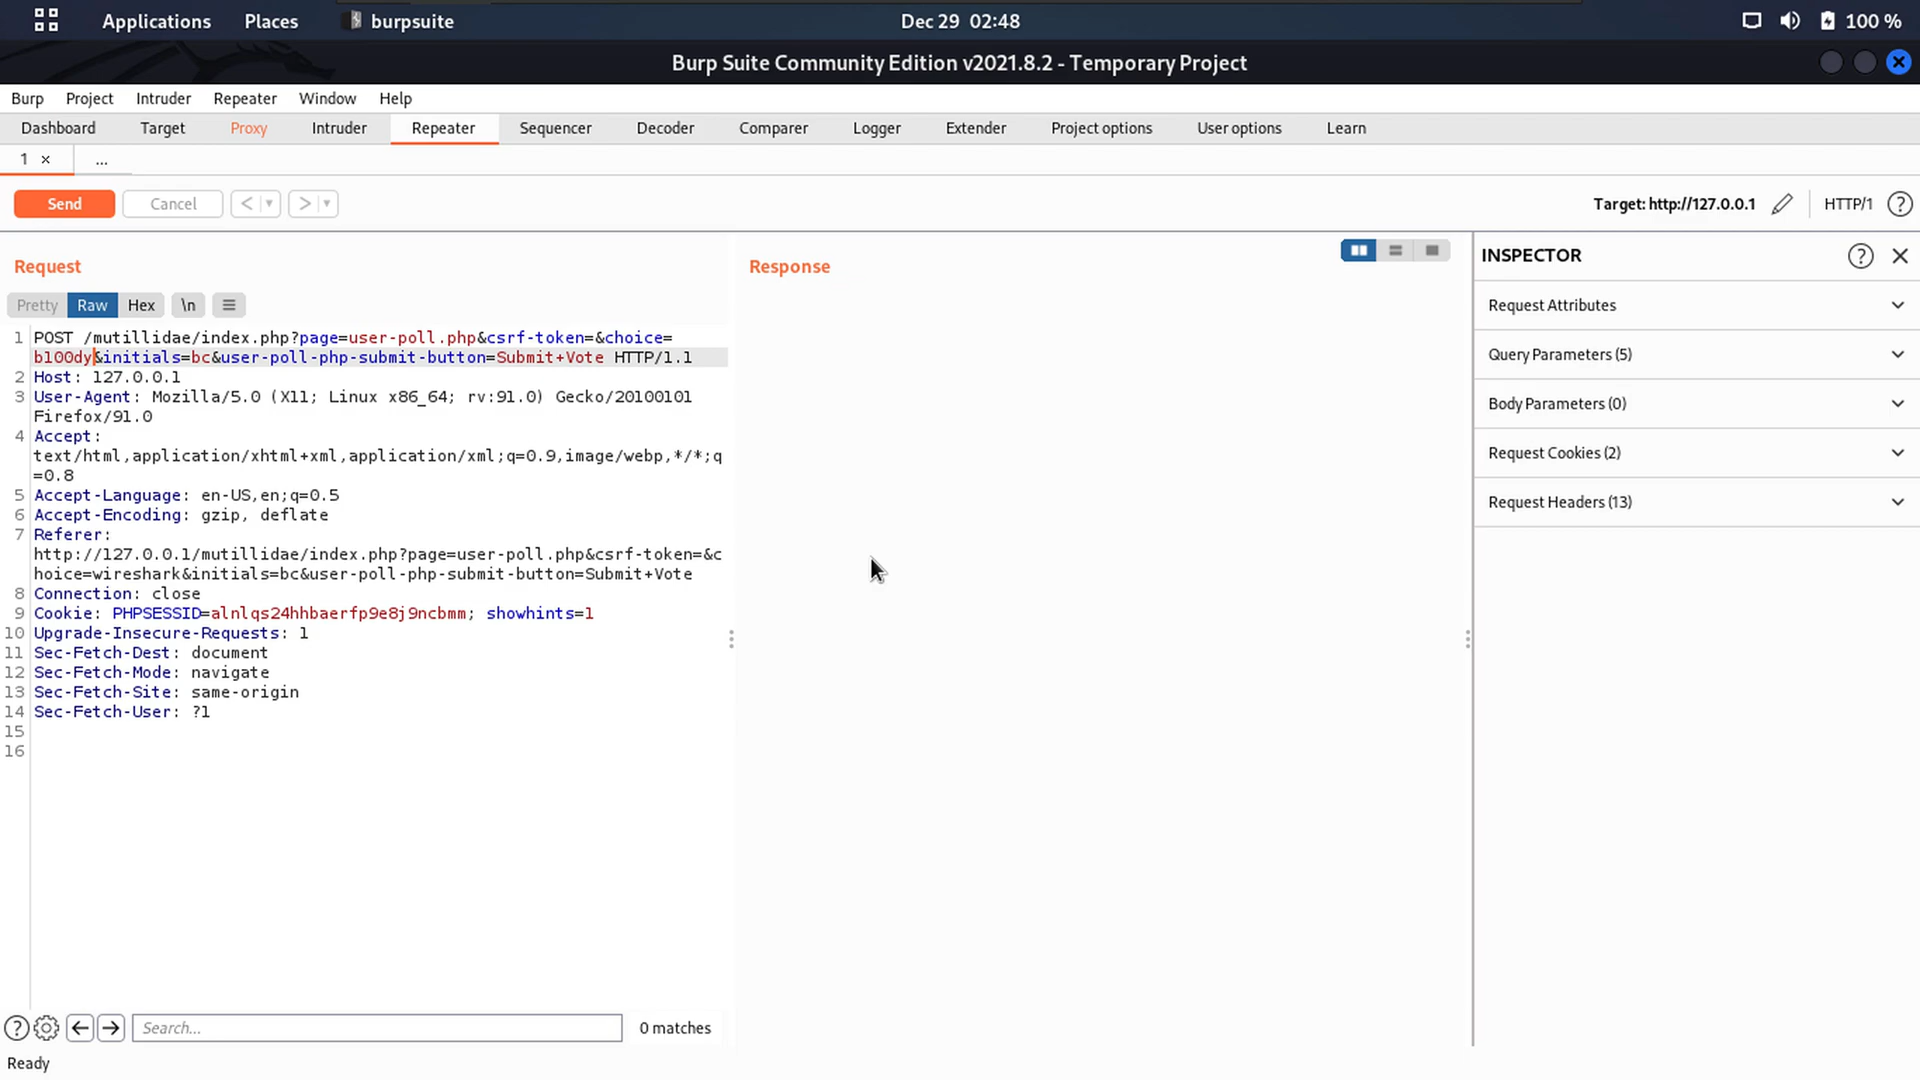 Applications Places burpsuite Dec 29 02:48 100 %
Burp Suite Community Edition v2021.8.2 - Temporary Project
Burp Project Intruder Repeater Window Help
Dashboard Target Proxy Intruder Repeater Sequencer Decoder Comparer Logger Extender Project options User options Learn
1 × ...
Send Cancel < > Target: http://127.0.0.1 HTTP/1 ?
Request
Pretty Raw Hex \n
1 POST /mutillidae/index.php?page=user-poll.php&csrf-token=&choice=
bl00dy&initials=bc&user-poll-php-submit-button=Submit+Vote HTTP/1.1
2 Host: 127.0.0.1
3 User-Agent: Mozilla/5.0 (X11; Linux x86_64; rv:91.0) Gecko/20100101
Firefox/91.0
4 Accept:
text/html,application/xhtml+xml,application/xml;q=0.9,image/webp,*/*;q
=0.8
5 Accept-Language: en-US,en;q=0.5
6 Accept-Encoding: gzip, deflate
7 Referer:
http://127.0.0.1/mutillidae/index.php?page=user-poll.php&csrf-token=&c
hoice=wireshark&initials=bc&user-poll-php-submit-button=Submit+Vote
8 Connection: close
9 Cookie: PHPSESSID=alnlqs24hhbaerfp9e8j9ncbmm; showhints=1
10 Upgrade-Insecure-Requests: 1
11 Sec-Fetch-Dest: document
12 Sec-Fetch-Mode: navigate
13 Sec-Fetch-Site: same-origin
14 Sec-Fetch-User: ?1
15
16
? Search... 0 matches
Response
INSPECTOR ?
Request Attributes
Query Parameters (5)
Body Parameters (0)
Request Cookies (2)
Request Headers (13)
Ready